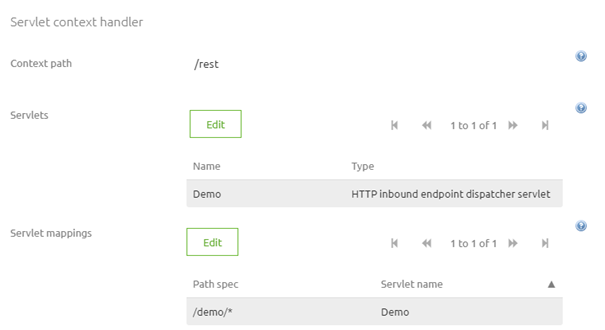 Servlet context handler
Context path /rest
Servlets Edit 1 to 1 of 1
Name Type
Demo HTTP inbound endpoint dispatcher servlet
Servlet mappings Edit 1 to 1 of 1
Path spec Servlet name
/demo/* Demo